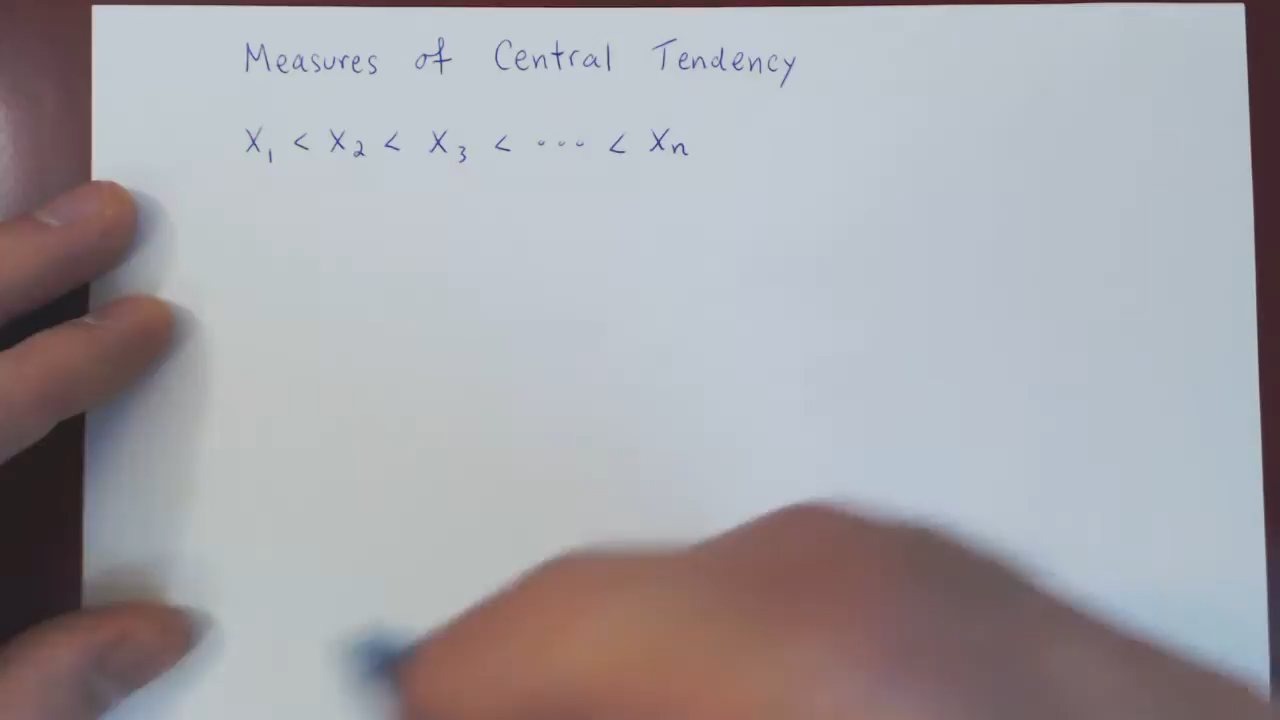 Measures of Central Tendency
X₁ < X₂ < X₃ < ... < Xₙ